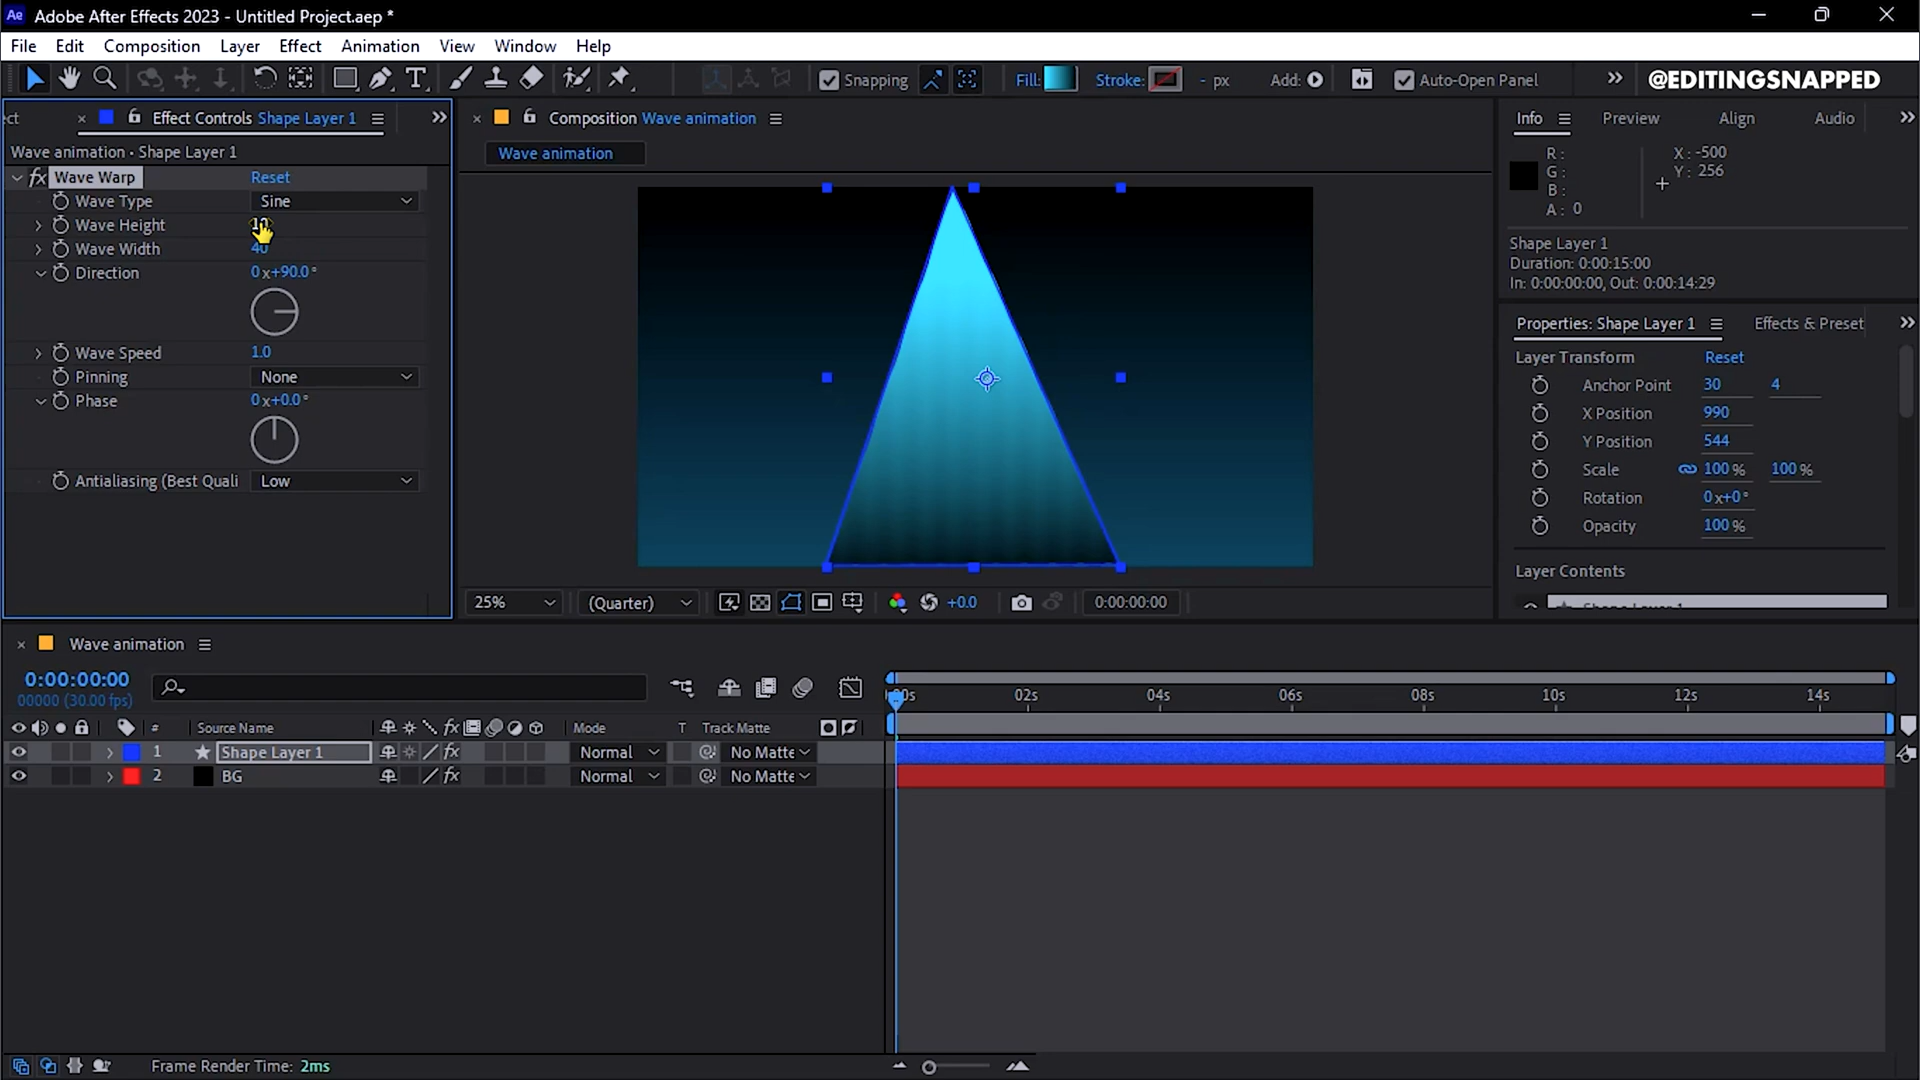 Ae Adobe After Effects 2023 - Untitled Project.aep *
File Edit Composition Layer Effect Animation View Window Help
T Snapping Fill: Stroke: - px Add: Auto-Open Panel @EDITINGSNAPPED
ect × Effect Controls Shape Layer 1
Wave animation • Shape Layer 1
fx Wave Warp Reset
Wave Type Sine
Wave Height 10
Wave Width 40
Direction 0x+90.0°
Wave Speed 1.0
Pinning None
Phase 0x+0.0°
Antialiasing (Best Quali Low
× Composition Wave animation
Wave animation
25% (Quarter) +0.0 0:00:00:00
Info Preview Align Audio
R: X: -500
G: Y: 256
B:
A: 0
Shape Layer 1
Duration: 0:00:15:00
In: 0:00:00:00, Out: 0:00:14:29
Properties: Shape Layer 1 Effects & Preset
Layer Transform Reset
Anchor Point 30 4
X Position 990
Y Position 544
Scale 100% 100%
Rotation 0x+0°
Opacity 100%
Layer Contents
× Wave animation
0:00:00:00
00000 (30.00 fps)
00s 02s 04s 06s 08s 10s 12s 14s
# Source Name fx Mode T Track Matte
1 Shape Layer 1 fx Normal No Matte
2 BG fx Normal No Matte
Frame Render Time: 2ms